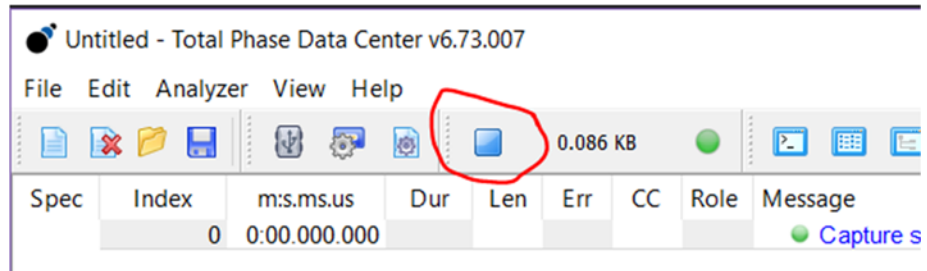 Untitled - Total Phase Data Center v6.73.007
File Edit Analyzer View Help
0.086 KB
Spec Index m:s.ms.us Dur Len Err CC Role Message
0 0:00.000.000 Capture s